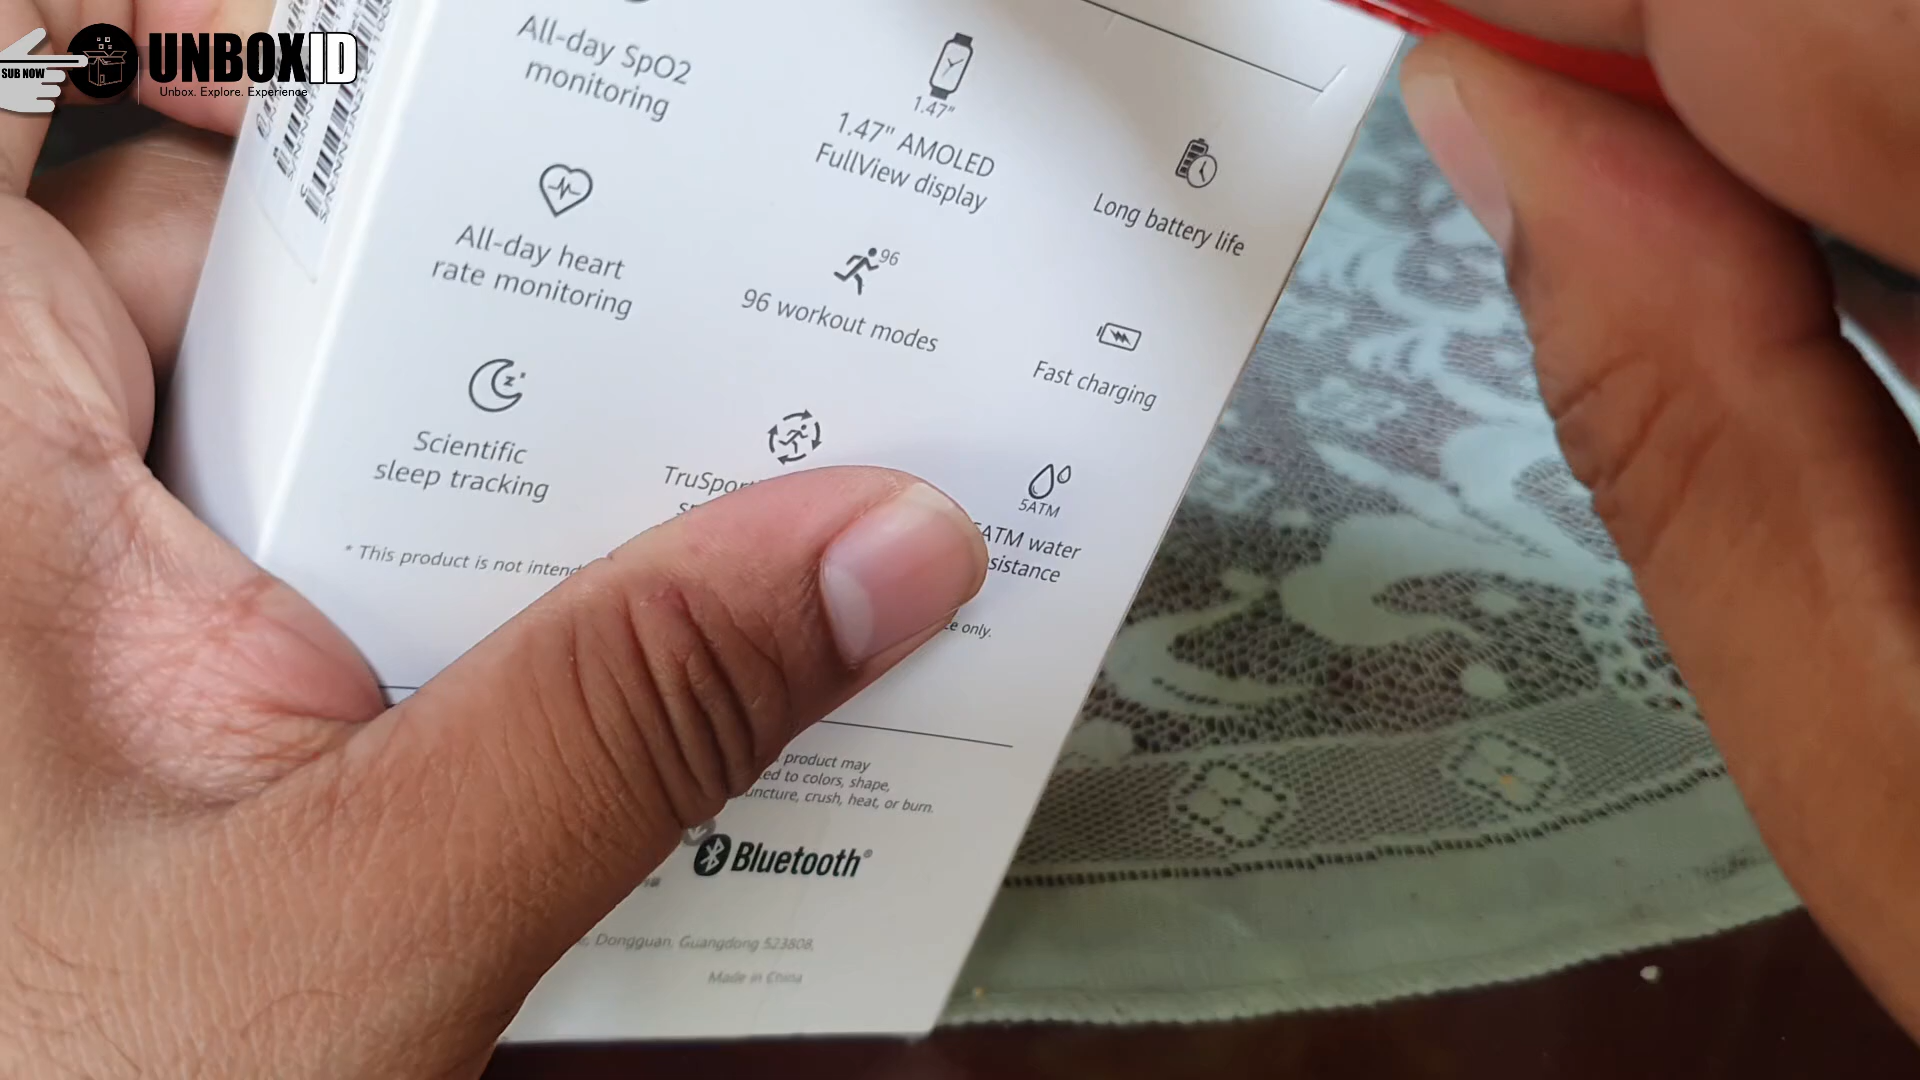 SUB NOW
UNBOXID
Unbox. Explore. Experience
All-day SpO2
monitoring
1.47"
1.47" AMOLED
FullView display
Long battery life
All-day heart
rate monitoring
96
96 workout modes
Fast charging
Scientific
sleep tracking
TruSport
5ATM
ATM water
sistance
* This product is not intend
ce only.
product may
ed to colors, shape,
uncture, crush, heat, or burn.
Bluetooth®
Dongguan, Guangdong 523808,
Made in China